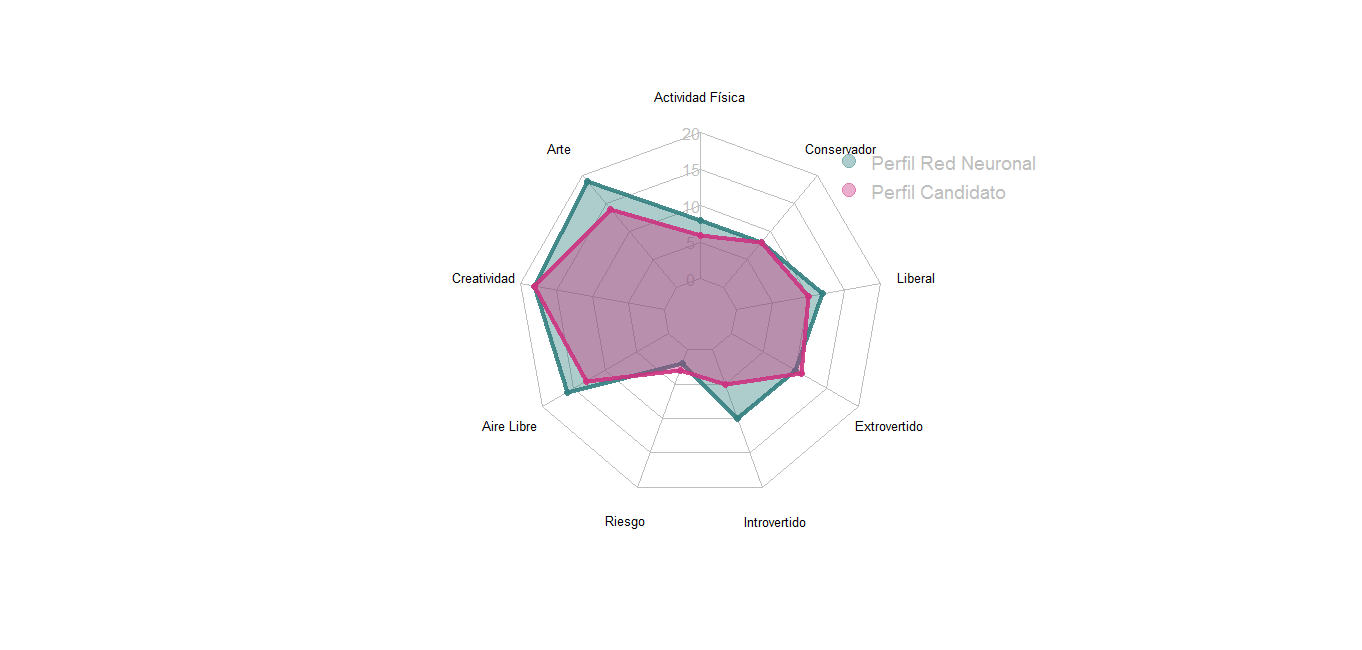 Actividad Física
20
Arte
Conservador
Perfil Red Neuronal
15
Perfil Candidato
10
5
Creatividad
0
Liberal
Aire Libre
Extrovertido
Riesgo
Introvertido